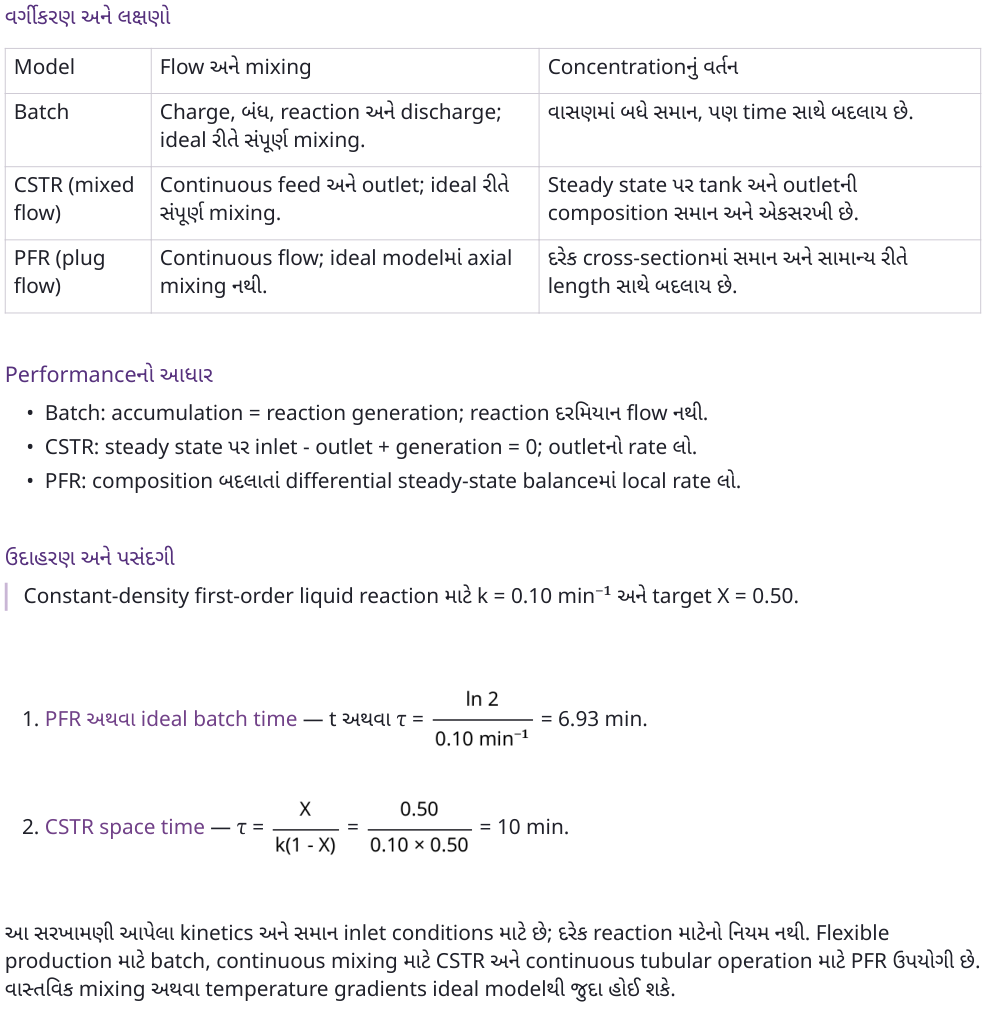 વર્ગીકરણ અને લક્ષણો
Model
Flow અને mixing
Concentrationનું વર્તન
Batch
Charge, બંધ, reaction અને discharge;
ideal રીતે સંપૂર્ણ mixing.
વાસણમાં બધે સમાન, પણ time સાથે બદલાય છે.
CSTR (mixed
flow)
Continuous feed અને outlet; ideal રીતે
સંપૂર્ણ mixing.
Steady state પર tank અને outletની
composition સમાન અને એકસરખી છે.
PFR (plug
flow)
Continuous flow; ideal modelમાં axial
mixing નથી.
દરેક cross-sectionમાં સમાન અને સામાન્ય રીતે
length સાથે બદલાય છે.
Performanceનો આધાર
• Batch: accumulation = reaction generation; reaction દરમિયાન flow નથી.
• CSTR: steady state પર inlet - outlet + generation = 0; outletનો rate લો.
• PFR: composition બદલાતાં differential steady-state balanceમાં local rate લો.
ઉદાહરણ અને પસંદગી
Constant-density first-order liquid reaction માટે k = 0.10 min⁻¹ અને target X = 0.50.
1. PFR અથવા ideal batch time — t અથવા τ = ln 2 / 0.10 min⁻¹ = 6.93 min.
2. CSTR space time — τ = X / k(1 - X) = 0.50 / 0.10 × 0.50 = 10 min.
આ સરખામણી આપેલા kinetics અને સમાન inlet conditions માટે છે; દરેક reaction માટેનો નિયમ નથી. Flexible
production માટે batch, continuous mixing માટે CSTR અને continuous tubular operation માટે PFR ઉપયોગી છે.
વાસ્તવિક mixing અથવા temperature gradients ideal modelથી જુદા હોઈ શકે.